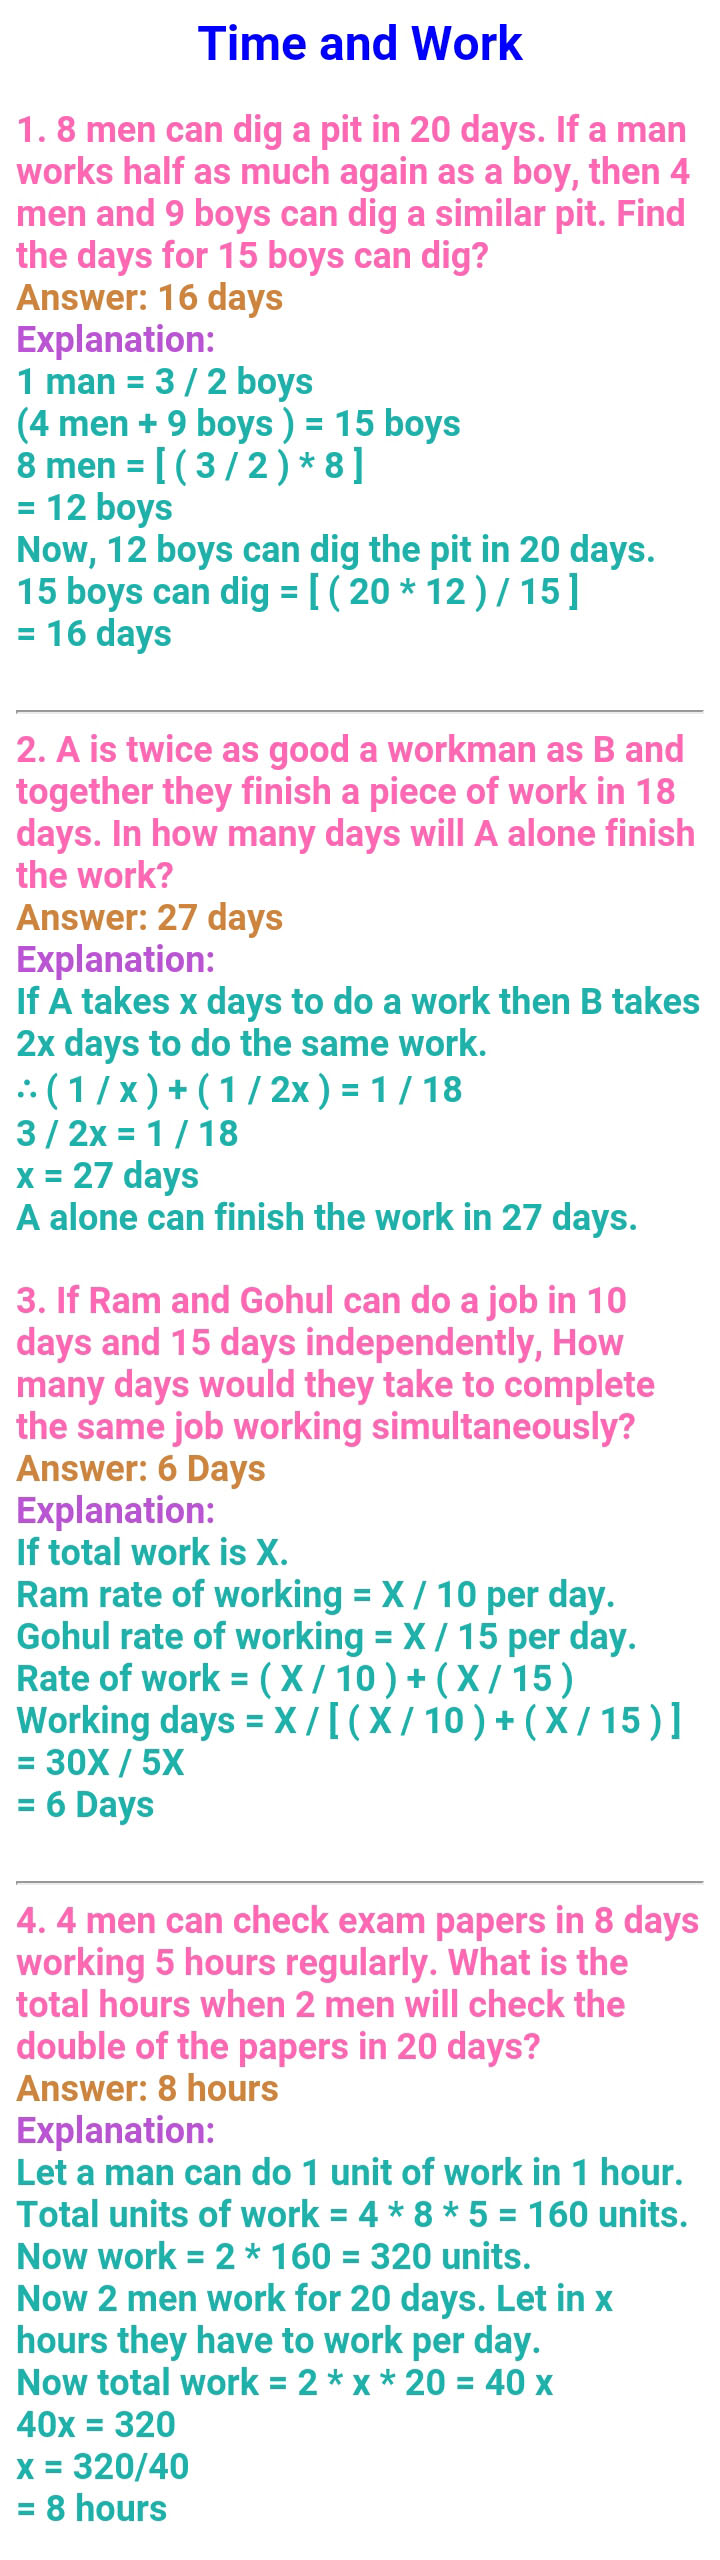 Time and Work
1. 8 men can dig a pit in 20 days. If a man
works half as much again as a boy, then 4
men and 9 boys can dig a similar pit. Find
the days for 15 boys can dig?
Answer: 16 days
Explanation:
1 man = 3 / 2 boys
(4 men + 9 boys ) = 15 boys
8 men = [ ( 3 / 2 ) * 8 ]
= 12 boys
Now, 12 boys can dig the pit in 20 days.
15 boys can dig = [ ( 20 * 12 ) / 15 ]
= 16 days
2. A is twice as good a workman as B and
together they finish a piece of work in 18
days. In how many days will A alone finish
the work?
Answer: 27 days
Explanation:
If A takes x days to do a work then B takes
2x days to do the same work.
∴ ( 1 / x ) + ( 1 / 2x ) = 1 / 18
3 / 2x = 1 / 18
x = 27 days
A alone can finish the work in 27 days.
3. If Ram and Gohul can do a job in 10
days and 15 days independently, How
many days would they take to complete
the same job working simultaneously?
Answer: 6 Days
Explanation:
If total work is X.
Ram rate of working = X / 10 per day.
Gohul rate of working = X / 15 per day.
Rate of work = ( X / 10 ) + ( X / 15 )
Working days = X / [ ( X / 10 ) + ( X / 15 ) ]
= 30X / 5X
= 6 Days
4. 4 men can check exam papers in 8 days
working 5 hours regularly. What is the
total hours when 2 men will check the
double of the papers in 20 days?
Answer: 8 hours
Explanation:
Let a man can do 1 unit of work in 1 hour.
Total units of work = 4 * 8 * 5 = 160 units.
Now work = 2 * 160 = 320 units.
Now 2 men work for 20 days. Let in x
hours they have to work per day.
Now total work = 2 * x * 20 = 40 x
40x = 320
x = 320/40
= 8 hours